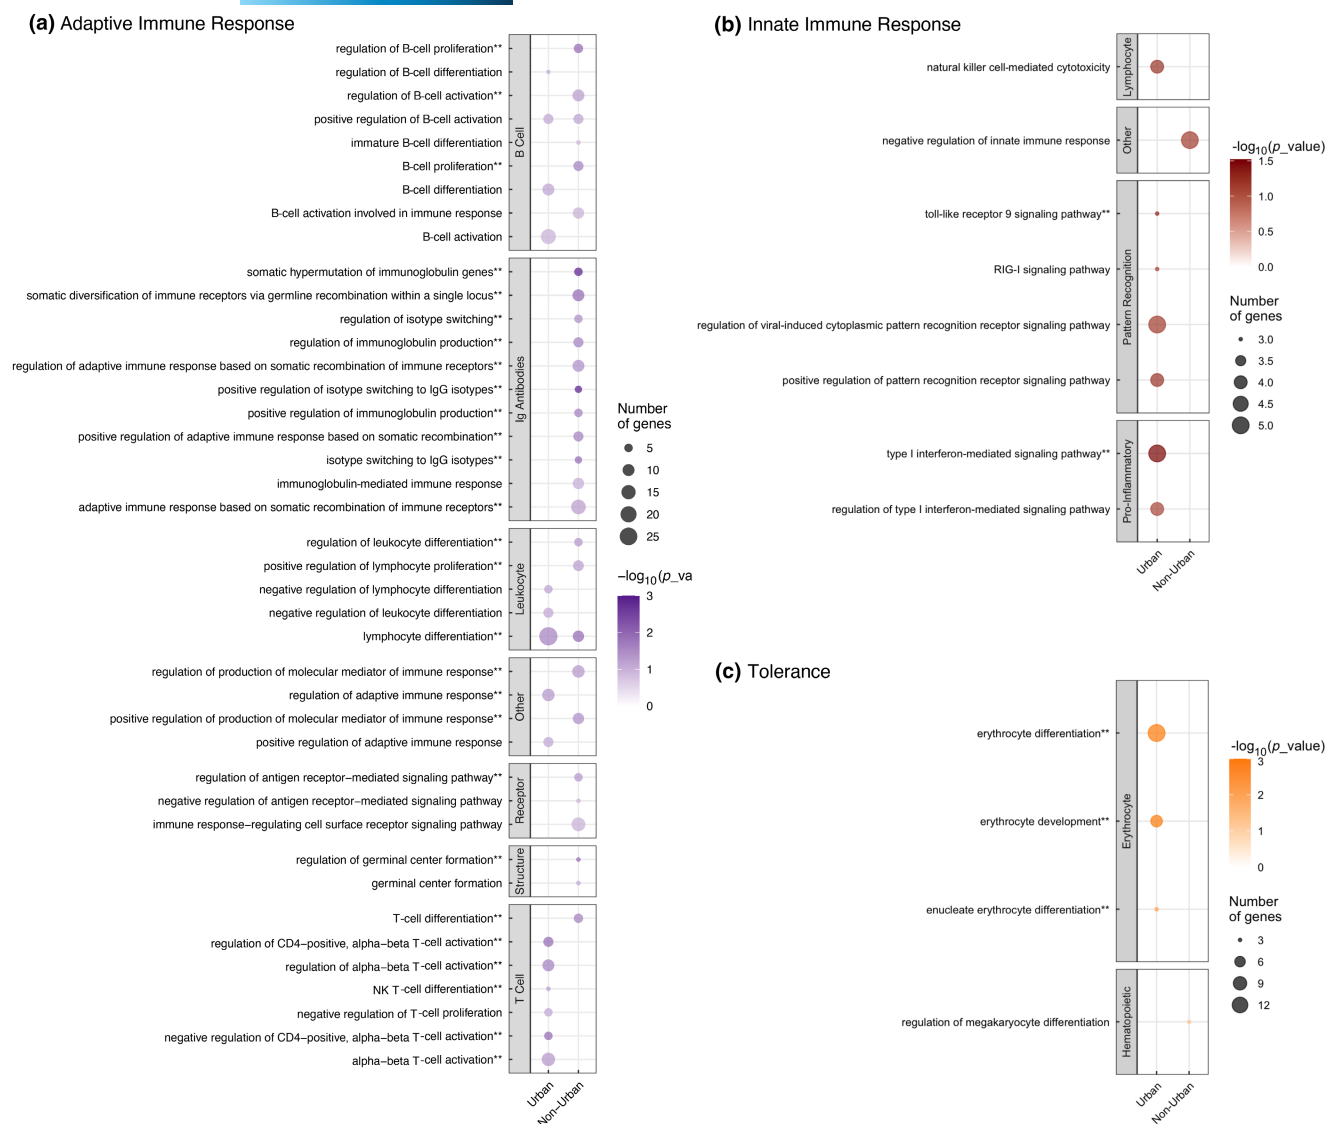 (a) Adaptive Immune Response
regulation of B-cell proliferation**
regulation of B-cell differentiation
regulation of B-cell activation**
positive regulation of B-cell activation
immature B-cell differentiation
B-cell proliferation**
B-cell differentiation
B-cell activation involved in immune response
B-cell activation
B Cell
somatic hypermutation of immunoglobulin genes**
somatic diversification of immune receptors via germline recombination within a single locus**
regulation of isotype switching**
regulation of immunoglobulin production**
regulation of adaptive immune response based on somatic recombination of immune receptors**
positive regulation of isotype switching to IgG isotypes**
positive regulation of immunoglobulin production**
positive regulation of adaptive immune response based on somatic recombination**
isotype switching to IgG isotypes**
immunoglobulin-mediated immune response
adaptive immune response based on somatic recombination of immune receptors**
Ig Antibodies
regulation of leukocyte differentiation**
positive regulation of lymphocyte proliferation**
negative regulation of lymphocyte differentiation
negative regulation of leukocyte differentiation
lymphocyte differentiation**
Leukocyte
regulation of production of molecular mediator of immune response**
regulation of adaptive immune response**
positive regulation of production of molecular mediator of immune response**
positive regulation of adaptive immune response
Other
regulation of antigen receptor−mediated signaling pathway**
negative regulation of antigen receptor−mediated signaling pathway
immune response−regulating cell surface receptor signaling pathway
Receptor
regulation of germinal center formation**
germinal center formation
Structure
T-cell differentiation**
regulation of CD4−positive, alpha−beta T-cell activation**
regulation of alpha−beta T-cell activation**
NK T-cell differentiation**
negative regulation of T-cell proliferation
negative regulation of CD4−positive, alpha−beta T-cell activation**
alpha−beta T-cell activation**
T Cell
Urban
Non−Urban
Number
of genes
5
10
15
20
25
−log10(p_va
3
2
1
0
(b) Innate Immune Response
natural killer cell-mediated cytotoxicity
Lymphocyte
negative regulation of innate immune response
Other
toll-like receptor 9 signaling pathway**
RIG-I signaling pathway
regulation of viral-induced cytoplasmic pattern recognition receptor signaling pathway
positive regulation of pattern recognition receptor signaling pathway
Pattern Recognition
type I interferon-mediated signaling pathway**
regulation of type I interferon-mediated signaling pathway
Pro-Inflammatory
Urban
Non-Urban
-log10(p_value)
1.5
1.0
0.5
0.0
Number
of genes
3.0
3.5
4.0
4.5
5.0
(c) Tolerance
erythrocyte differentiation**
erythrocyte development**
enucleate erythrocyte differentiation**
Erythrocyte
regulation of megakaryocyte differentiation
Hematopoietic
Urban
Non-Urban
-log10(p_value)
3
2
1
0
Number
of genes
3
6
9
12